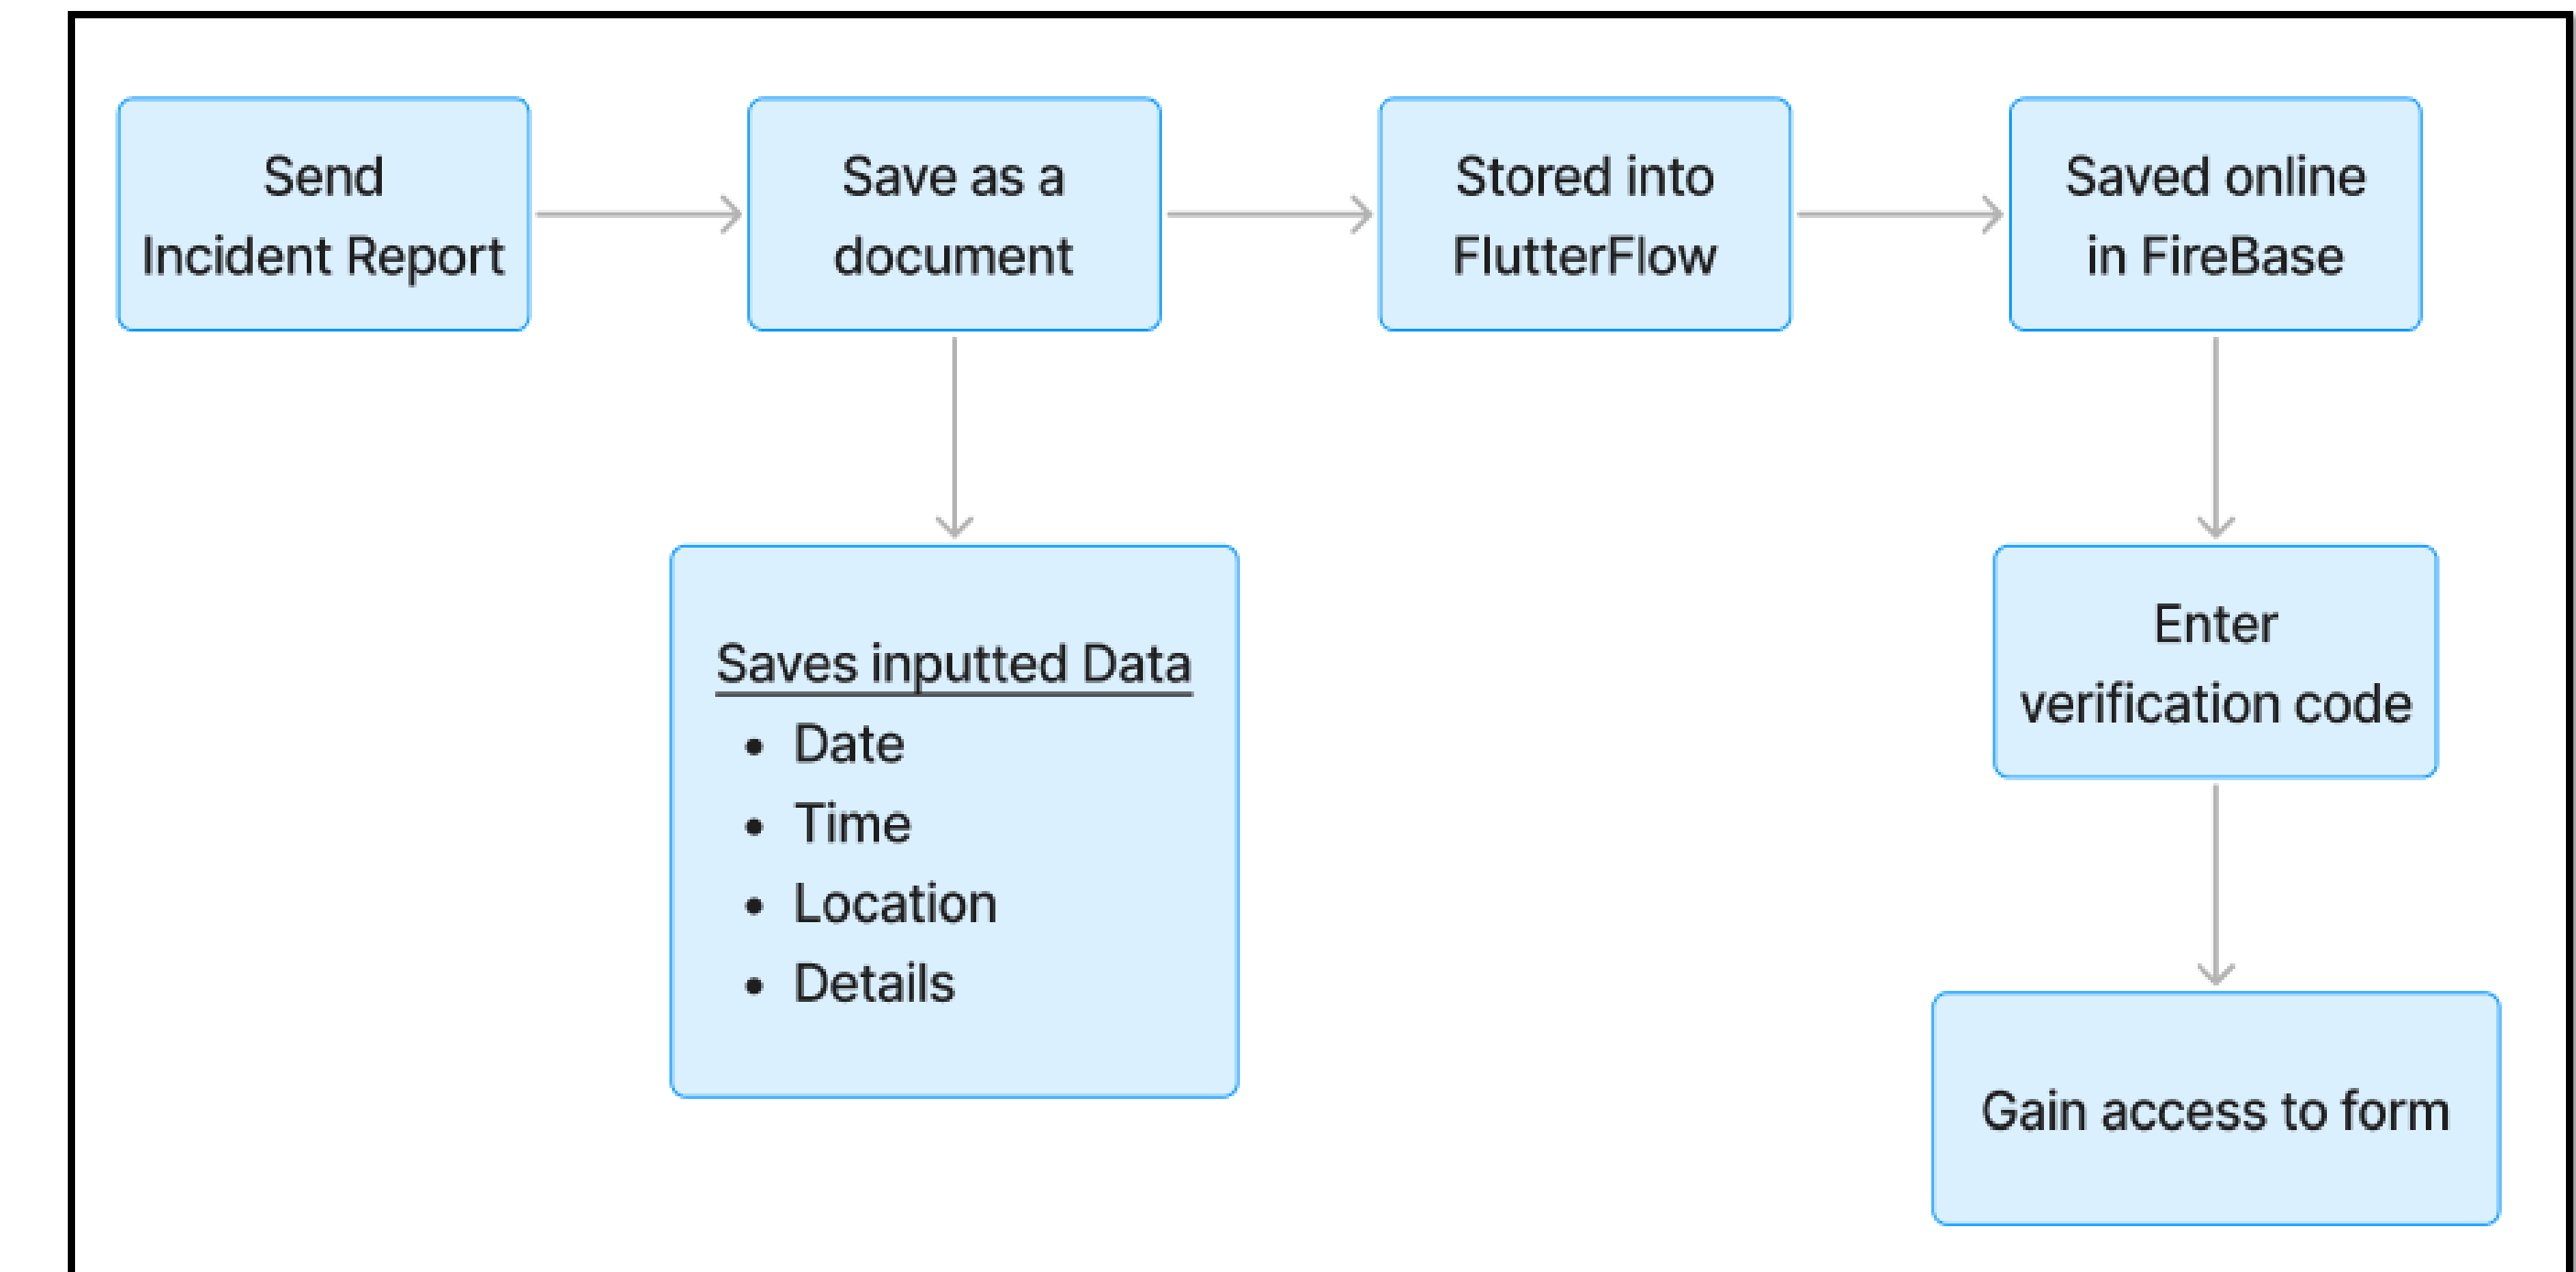 Send
Incident Report
Save as a
document
Stored into
FlutterFlow
Saved online
in FireBase
Saves inputted Data
• Date
• Time
• Location
• Details
Enter
verification code
Gain access to form